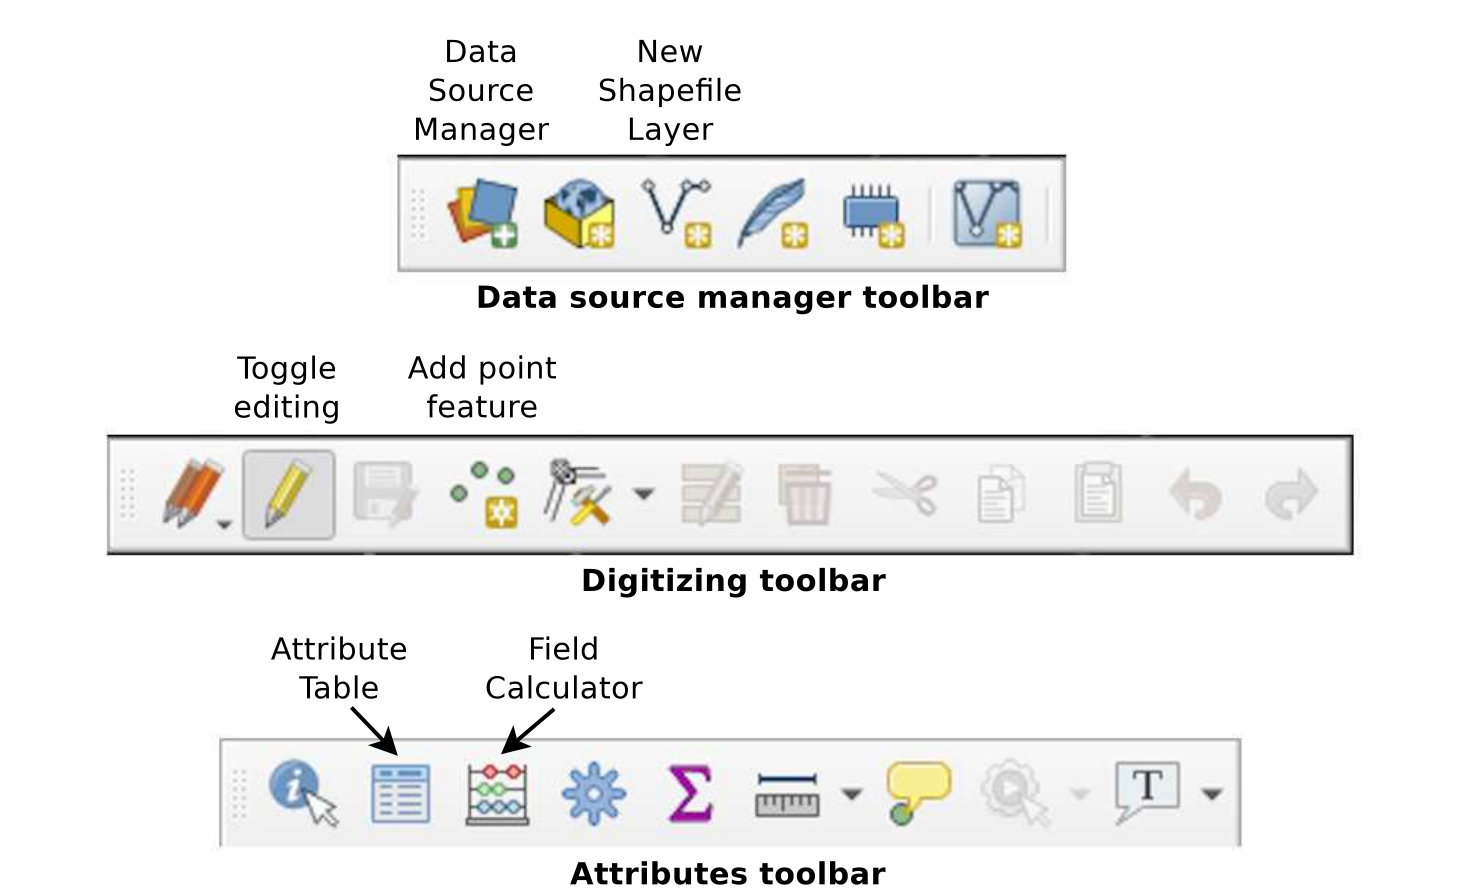 Data
Source
Manager
New
Shapefile
Layer
Data source manager toolbar
Toggle
editing
Add point
feature
Digitizing toolbar
Attribute
Table
Field
Calculator
i
Σ
T
Attributes toolbar